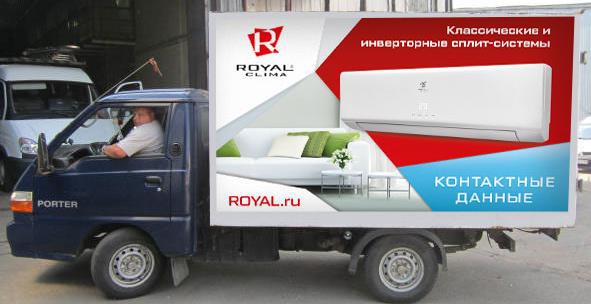 R
ROYAL®
CLIMA
Классические и
инверторные сплит-системы
ROYAL.ru
КОНТАКТНЫЕ
ДАННЫЕ
PORTER